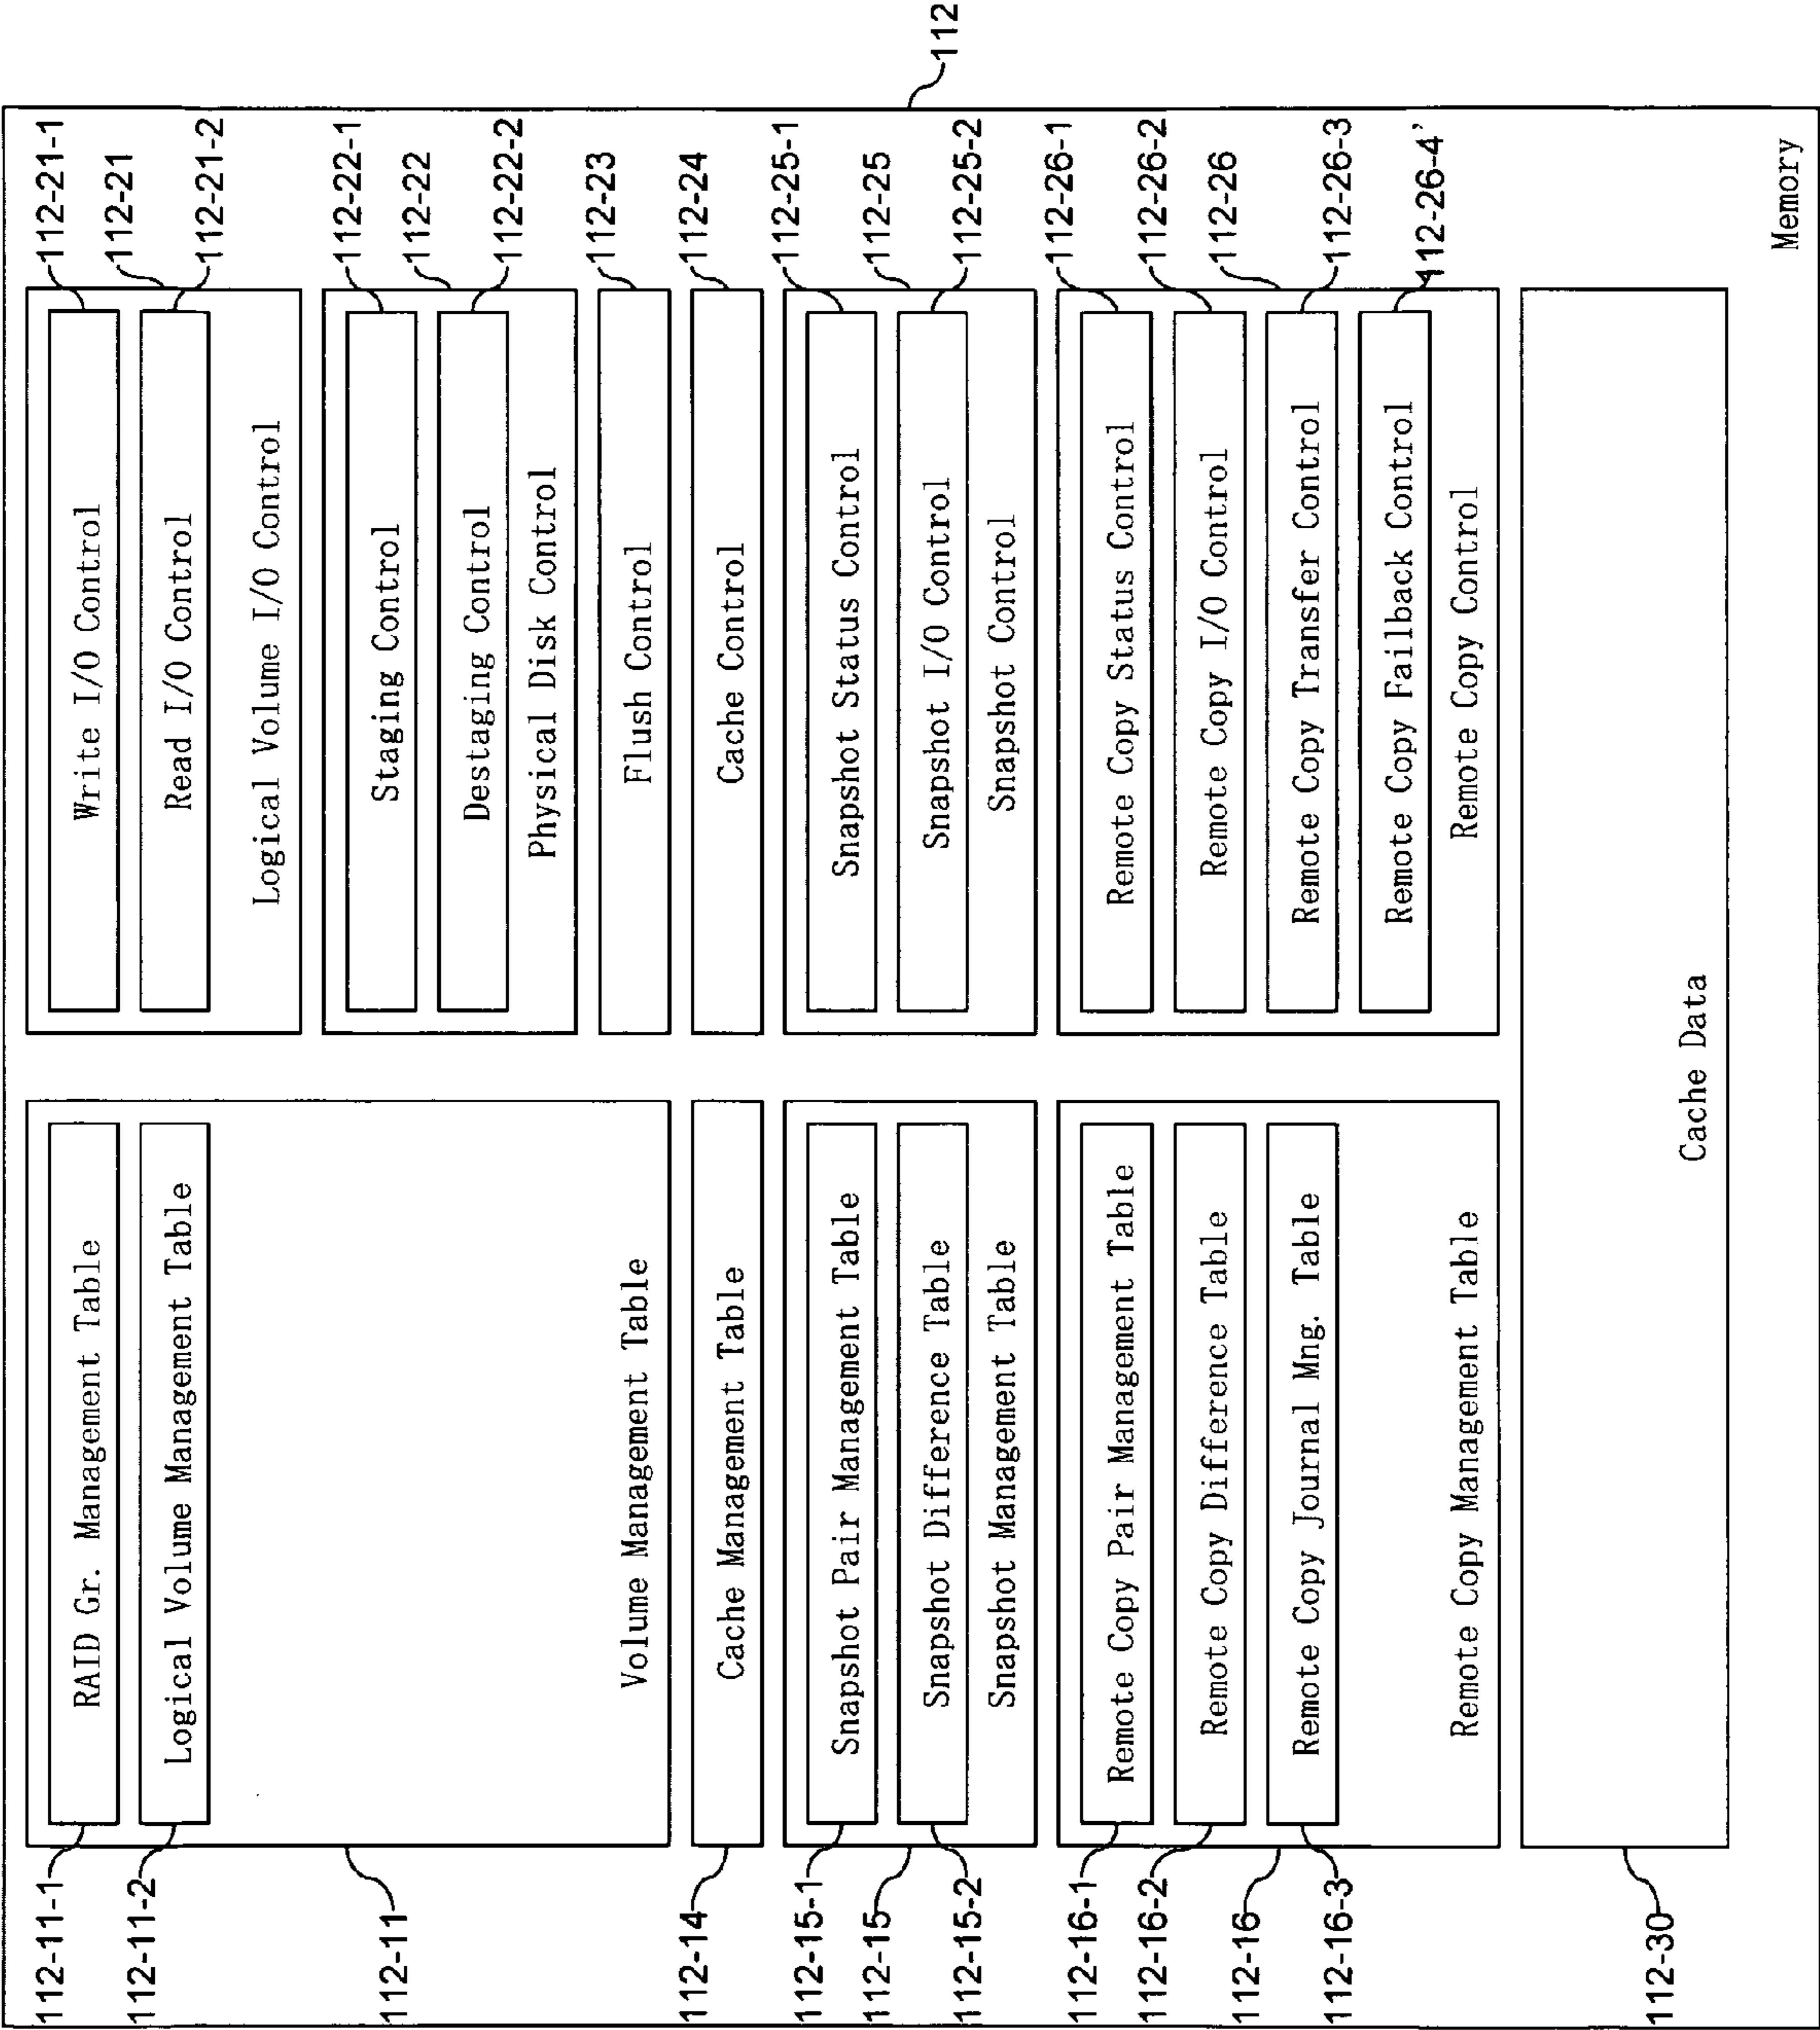 112-11-1
RAID Gr. Management Table
112-11-2
Logical Volume Management Table
112-11
Volume Management Table
112-14
Cache Management Table
112-15-1
Snapshot Pair Management Table
112-15
Snapshot Difference Table
112-15-2
Snapshot Management Table
112-16-1
Remote Copy Pair Management Table
112-16-2
Remote Copy Difference Table
112-16
Remote Copy Journal Mng. Table
112-16-3
Remote Copy Management Table
Write I/O Control
112-21-1
112-21
Read I/O Control
112-21-2
Logical Volume I/O Control
Staging Control
112-22-1
112-22
Destaging Control
112-22-2
Physical Disk Control
Flush Control
112-23
Cache Control
112-24
Snapshot Status Control
112-25-1
112-25
Snapshot I/O Control
112-25-2
Snapshot Control
Remote Copy Status Control
112-26-1
Remote Copy I/O Control
112-26-2
112-26
Remote Copy Transfer Control
112-26-3
Remote Copy Failback Control
112-26-4'
Remote Copy Control
112-30
Cache Data
Memory
112